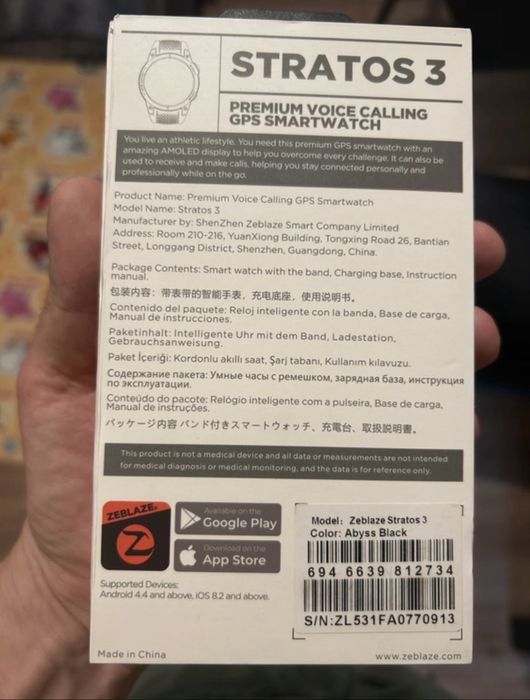 STRATOS 3
PREMIUM VOICE CALLING
GPS SMARTWATCH
You live an athletic lifestyle. You need this premium GPS smartwatch with an
amazing AMOLED display to help you overcome every challenge. It can also be
used to receive and make calls, helping you stay connected personally and
professionally while on the go.
Product Name: Premium Voice Calling GPS Smartwatch
Model Name: Stratos 3
Manufacturer by: ShenZhen Zeblaze Smart Company Limited
Address: Room 210-216, YuanXiong Building, Tongxing Road 26, Bantian
Street, Longgang District, Shenzhen, Guangdong, China.
Package Contents: Smart watch with the band, Charging base, Instruction
manual.
包装内容：带表带的智能手表，充电底座，使用说明书。
Contenido del paquete: Reloj inteligente con la banda, Base de carga,
Manual de instrucciones.
Paketinhalt: Intelligente Uhr mit dem Band, Ladestation,
Gebrauchsanweisung.
Paket İçeriği: Kordonlu akıllı saat, Şarj tabanı, Kullanım kılavuzu.
Содержание пакета: Умные часы с ремешком, зарядная база, инструкция
по эксплуатации.
Conteúdo do pacote: Relógio inteligente com a pulseira, Base de carga,
Manual de instruções.
パッケージ内容 バンド付きスマートウォッチ、充電台、取扱説明書。
This product is not a medical device and all data or measurements are not intended
for medical diagnosis or medical monitoring, and the data is for reference only.
ZEBLAZE
Available on the
Google Play
Download on the
App Store
Supported Devices:
Android 4.4 and above, iOS 8.2 and above.
Model: Zeblaze Stratos 3
Color: Abyss Black
694 6639 812734
S/N:ZL531FA0770913
Made in China
www.zeblaze.com